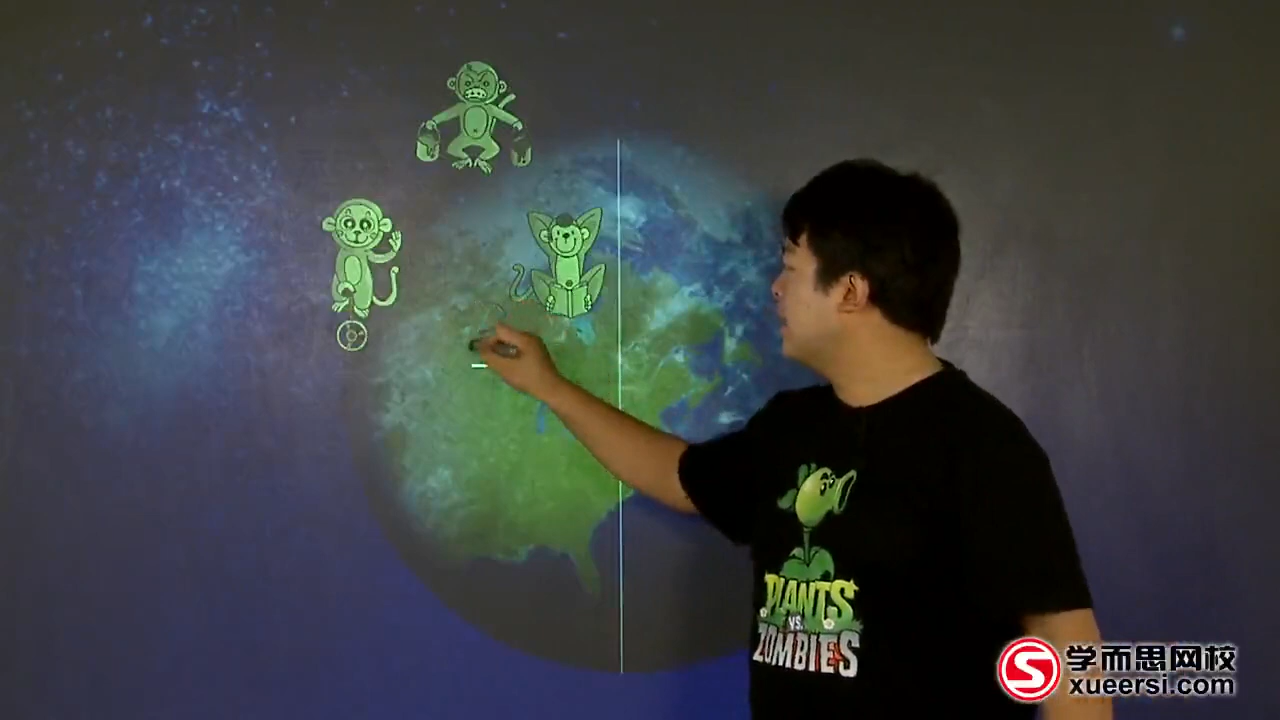 PLANTS
VS.
ZOMBIES
学而思网校
xueersi.com